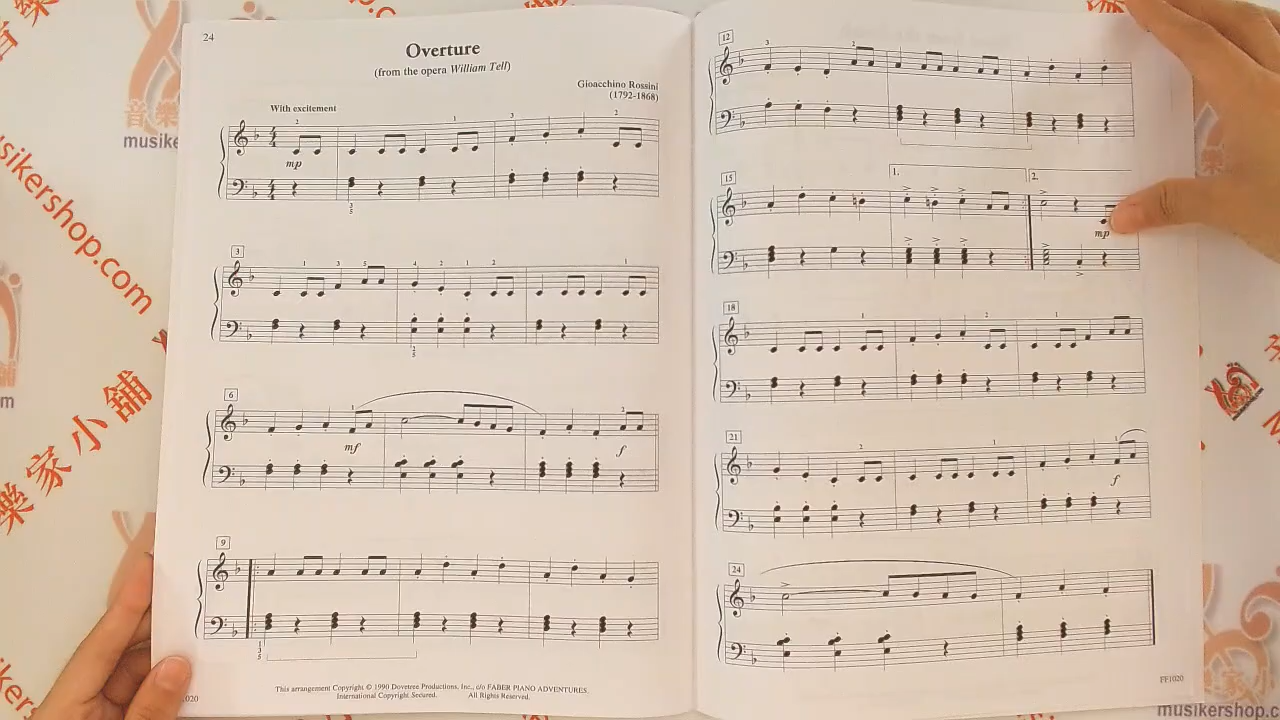 24
Overture
(from the opera William Tell)
Gioacchino Rossini
(1792-1868)
With excitement
mp
3
6
mf
f
9
This arrangement Copyright © 1990 Dovetree Productions, Inc., c/o FABER PIANO ADVENTURES.
International Copyright Secured. All Rights Reserved.
020
12
15
1.
2.
mp
18
21
f
24
FF1020
musikershop.com
樂家小舖
musikershop.c